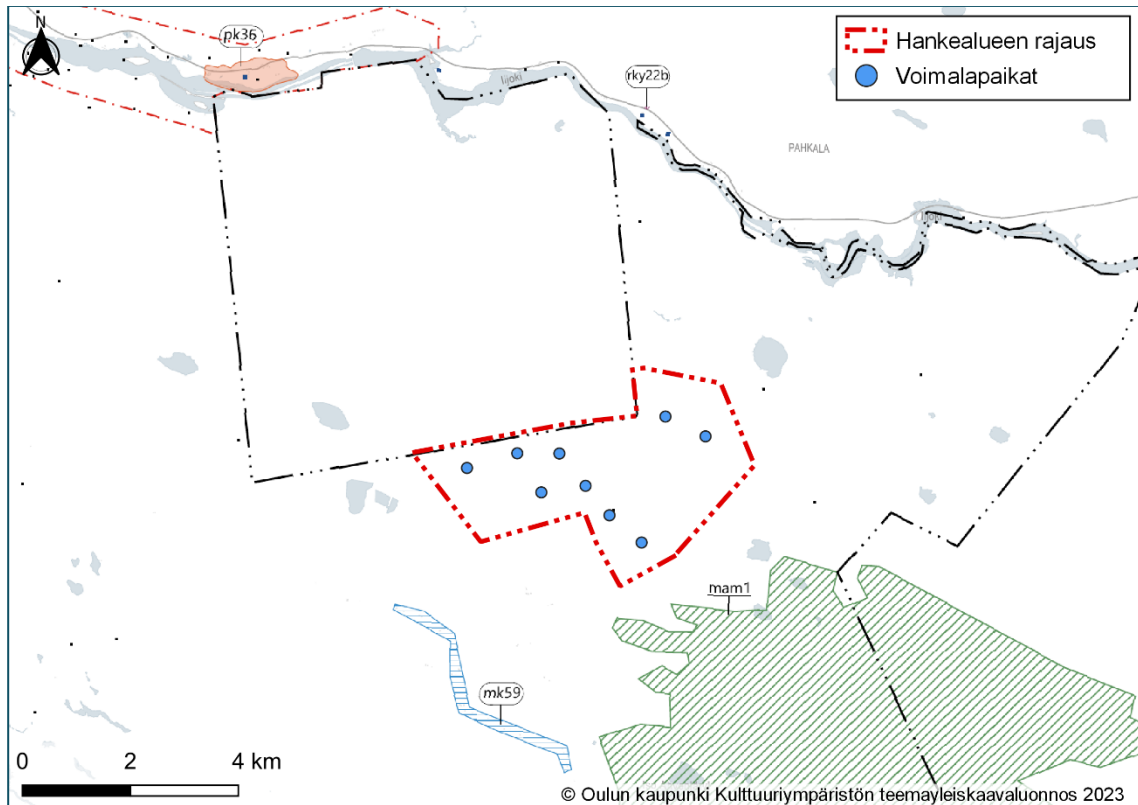 N
pk36
Iijoki
rky22b
PAHKALA
Iijoki
Hankealueen rajaus
Voimalapaikat
mam1
mk59
0 2 4 km
© Oulun kaupunki Kulttuuriympäristön teemayleiskaavaluonnos 2023